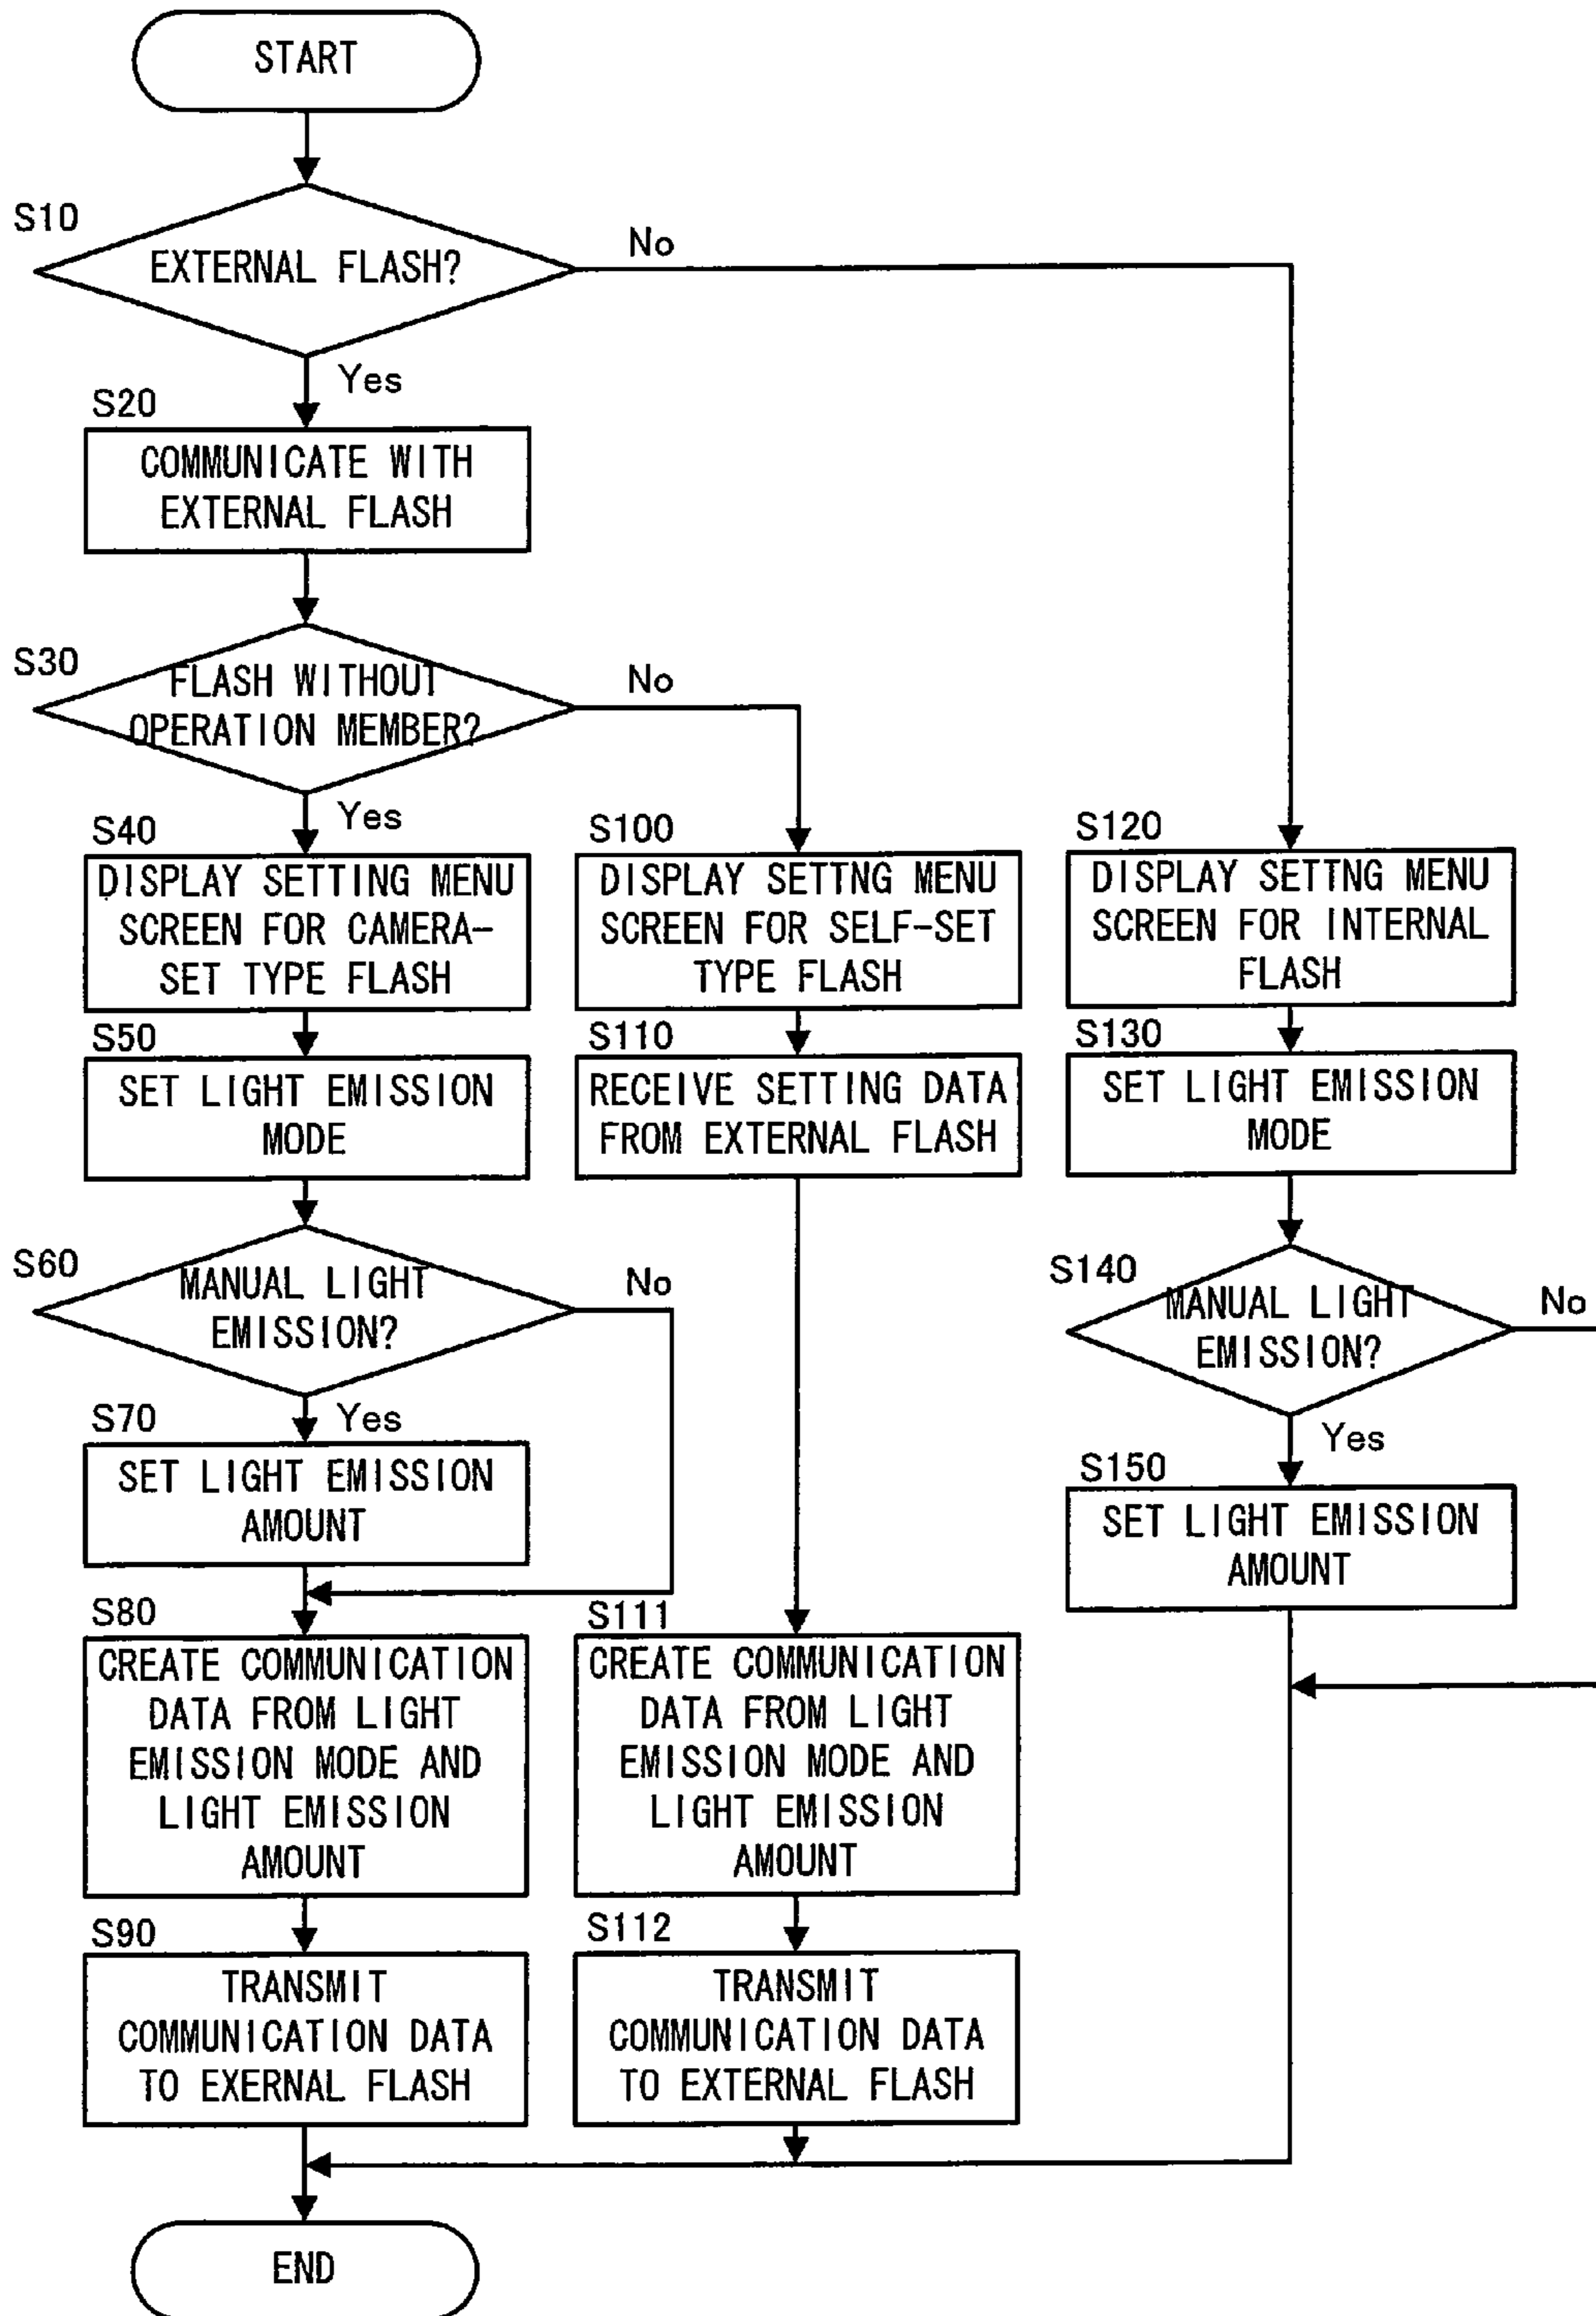 START
S10
EXTERNAL FLASH?
No
Yes
S20
COMMUNICATE WITH
EXTERNAL FLASH
S30
FLASH WITHOUT
OPERATION MEMBER?
No
Yes
S40
DISPLAY SETTING MENU
SCREEN FOR CAMERA-
SET TYPE FLASH
S50
SET LIGHT EMISSION
MODE
S60
MANUAL LIGHT
EMISSION?
No
Yes
S70
SET LIGHT EMISSION
AMOUNT
S80
CREATE COMMUNICATION
DATA FROM LIGHT
EMISSION MODE AND
LIGHT EMISSION
AMOUNT
S90
TRANSMIT
COMMUNICATION DATA
TO EXERNAL FLASH
S100
DISPLAY SETTNG MENU
SCREEN FOR SELF-SET
TYPE FLASH
S110
RECEIVE SETTING DATA
FROM EXTERNAL FLASH
S111
CREATE COMMUNICATION
DATA FROM LIGHT
EMISSION MODE AND
LIGHT EMISSION
AMOUNT
S112
TRANSMIT
COMMUNICATION DATA
TO EXTERNAL FLASH
S120
DISPLAY SETTNG MENU
SCREEN FOR INTERNAL
FLASH
S130
SET LIGHT EMISSION
MODE
S140
MANUAL LIGHT
EMISSION?
No
Yes
S150
SET LIGHT EMISSION
AMOUNT
END